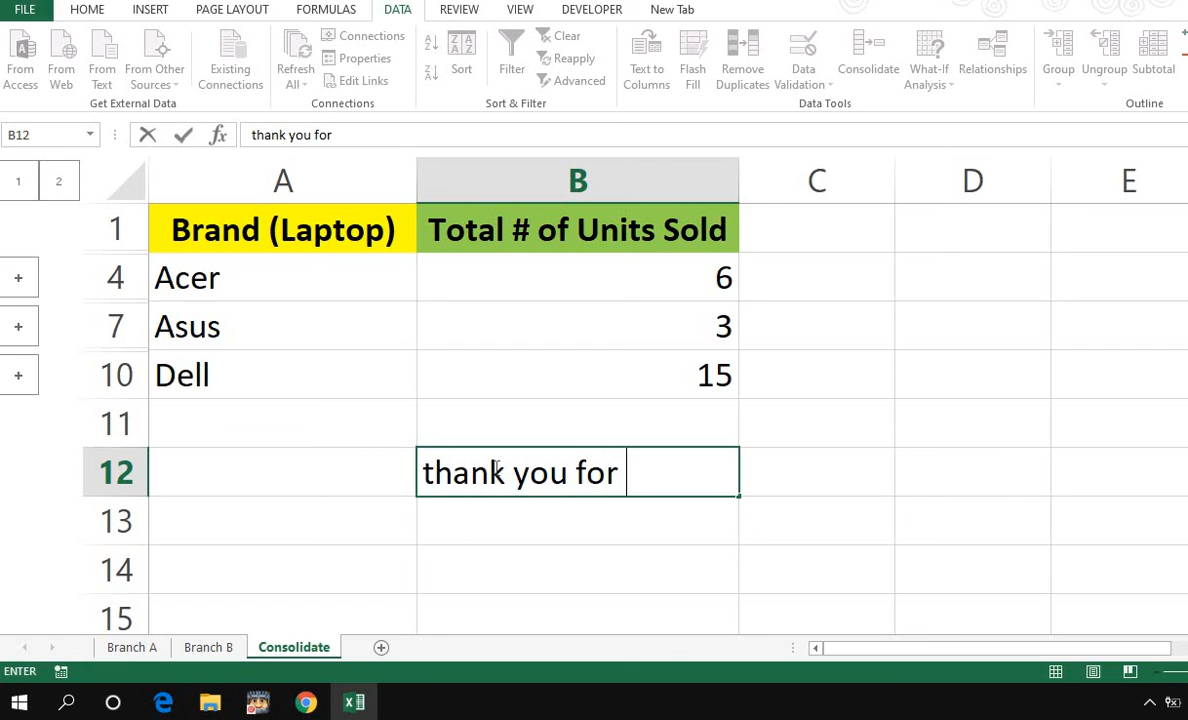 FILE HOME INSERT PAGE LAYOUT FORMULAS DATA REVIEW VIEW DEVELOPER New Tab
From Access
From Web
From Text
From Other Sources
Existing Connections
Get External Data
Refresh All
Connections
Properties
Edit Links
Connections
Sort
Filter
Clear
Reapply
Advanced
Sort & Filter
Text to Columns
Flash Fill
Remove Duplicates
Data Validation
Consolidate
What-If Analysis
Relationships
Data Tools
Group
Ungroup
Subtotal
Outline
B12 fx thank you for
1 2 A B C D E
1 Brand (Laptop) Total # of Units Sold
4 Acer 6
7 Asus 3
10 Dell 15
11
12 thank you for
13
14
15
Branch A Branch B Consolidate
ENTER